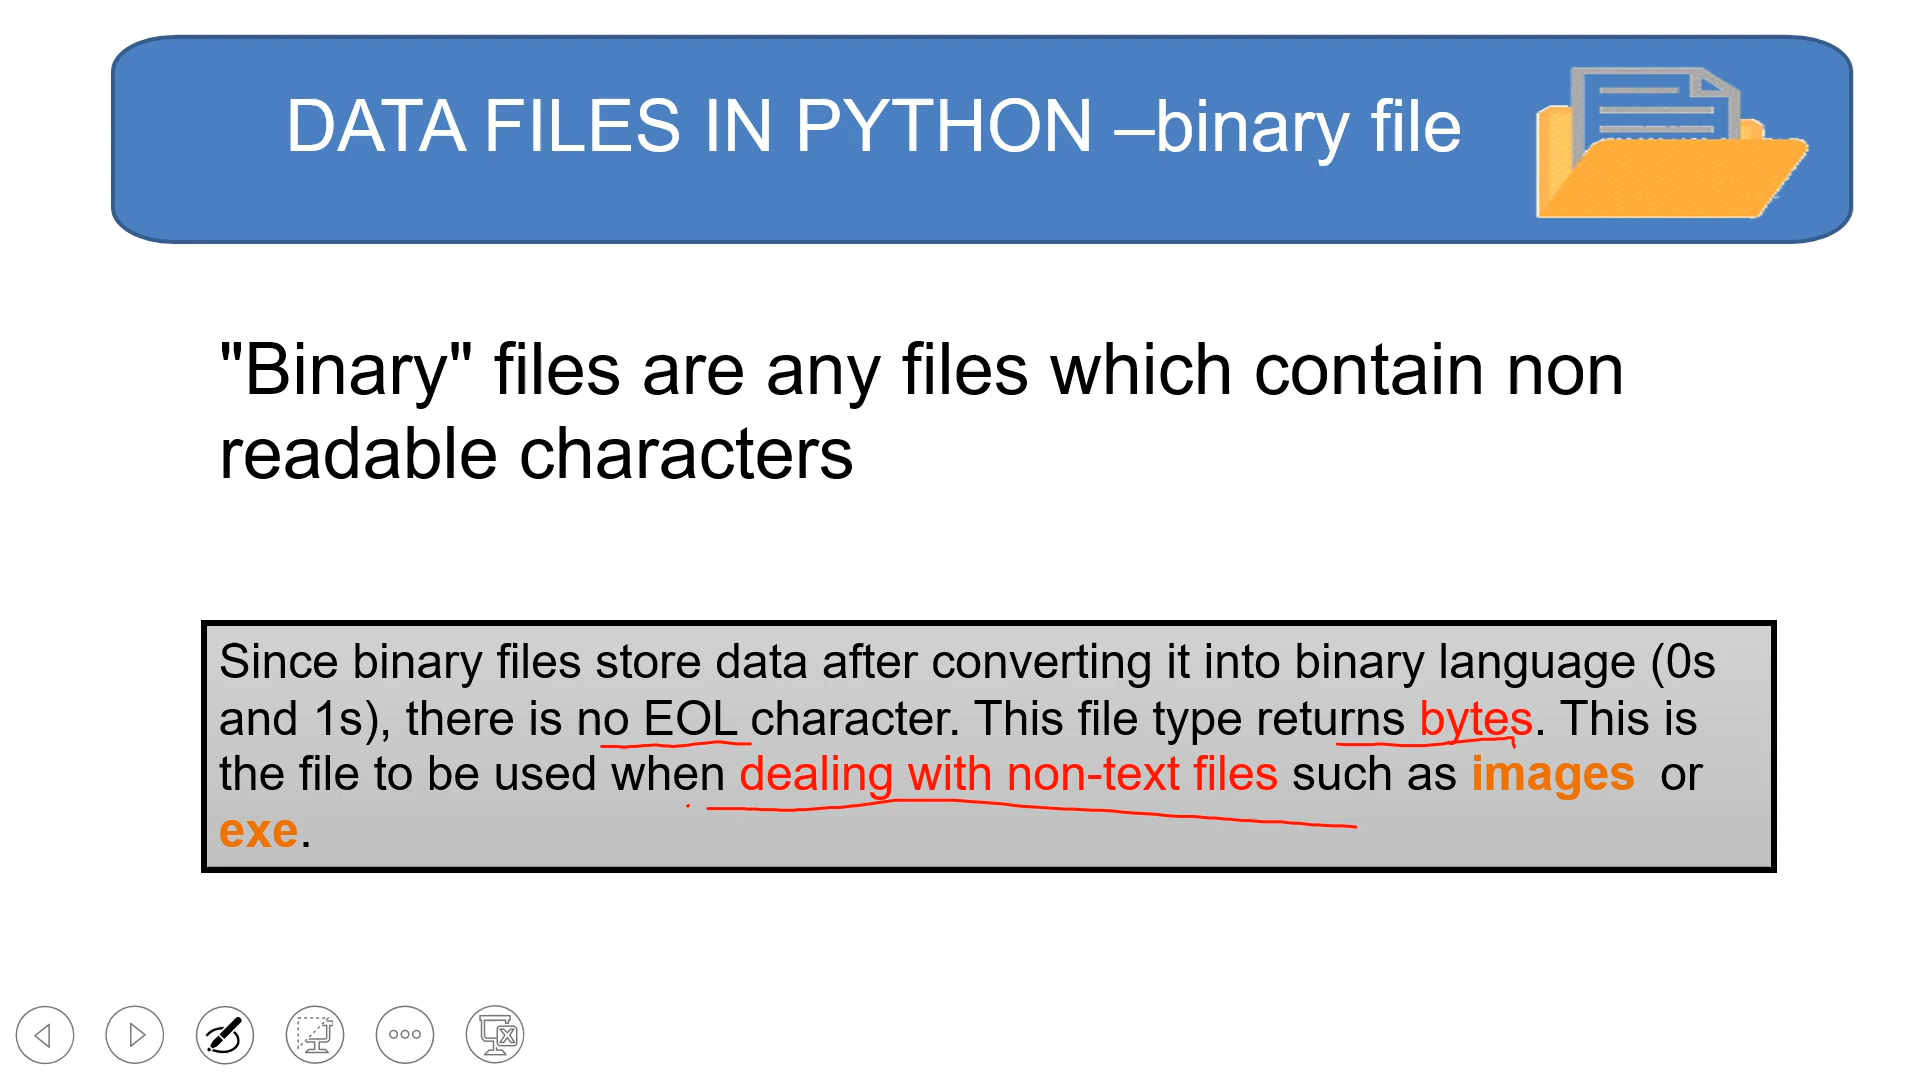 DATA FILES IN PYTHON –binary file
"Binary" files are any files which contain non
readable characters
Since binary files store data after converting it into binary language (0s
and 1s), there is no EOL character. This file type returns bytes. This is
the file to be used when dealing with non-text files such as images or
exe.